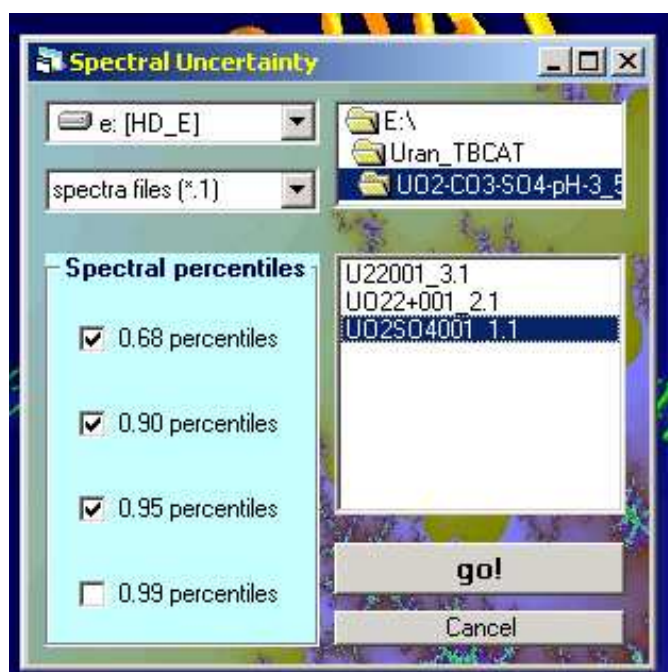 Spectral Uncertainty
e: [HD_E]
spectra files (*.1)
E:\
Uran_TBCAT
UO2-CO3-SO4-pH-3_5
Spectral percentiles
0.68 percentiles
0.90 percentiles
0.95 percentiles
0.99 percentiles
U22001_3.1
UO22+001_2.1
UO2SO4001_1.1
go!
Cancel